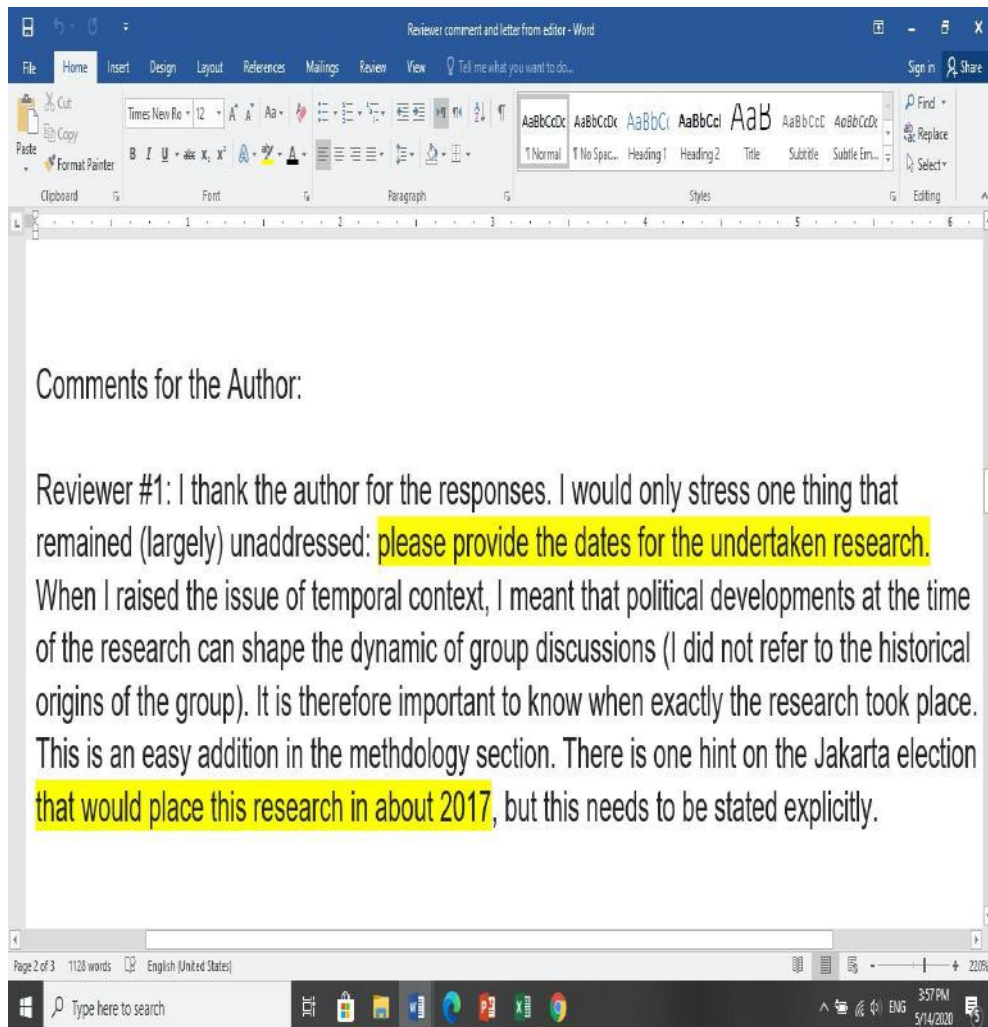 Reviewer comment and letter from editor - Word
File Home Insert Design Layout References Mailings Review View Tell me what you want to do... Sign in Share
Cut
Copy
Paste
Format Painter
Times New Ro 12
AaBbCcDc AaBbCcDc AaBbCc AaBbCcI AaB AaBbCcC AaBbCcDc
¶ Normal ¶ No Spac... Heading 1 Heading 2 Title Subtitle Subtle Em...
Find
Replace
Select
Clipboard Font Paragraph Styles Editing
1 2 3 4 5 6
Comments for the Author:
Reviewer #1: I thank the author for the responses. I would only stress one thing that
remained (largely) unaddressed: please provide the dates for the undertaken research.
When I raised the issue of temporal context, I meant that political developments at the time
of the research can shape the dynamic of group discussions (I did not refer to the historical
origins of the group). It is therefore important to know when exactly the research took place.
This is an easy addition in the methdology section. There is one hint on the Jakarta election
that would place this research in about 2017, but this needs to be stated explicitly.
Page 2 of 3 1128 words English (United States) 220%
Type here to search ENG 3:57 PM
5/14/2020